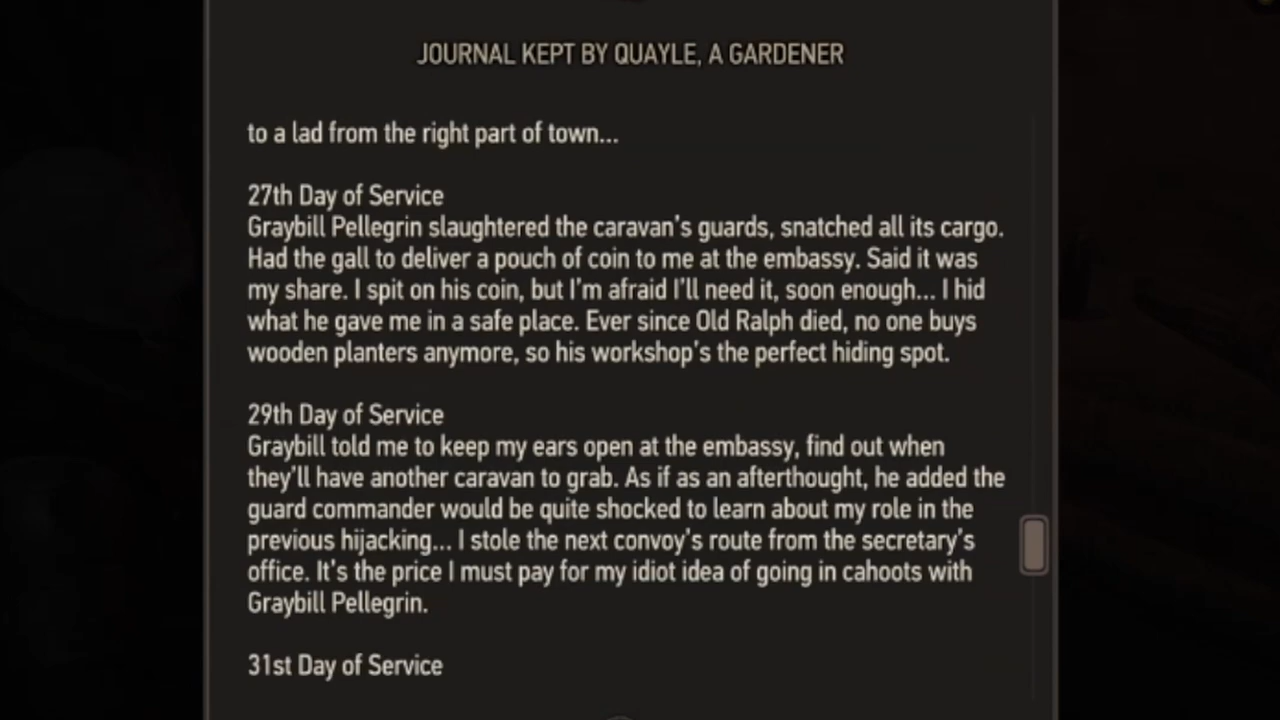 JOURNAL KEPT BY QUAYLE, A GARDENER
to a lad from the right part of town...
27th Day of Service
Graybill Pellegrin slaughtered the caravan's guards, snatched all its cargo.
Had the gall to deliver a pouch of coin to me at the embassy. Said it was
my share. I spit on his coin, but I'm afraid I'll need it, soon enough... I hid
what he gave me in a safe place. Ever since Old Ralph died, no one buys
wooden planters anymore, so his workshop's the perfect hiding spot.
29th Day of Service
Graybill told me to keep my ears open at the embassy, find out when
they'll have another caravan to grab. As if as an afterthought, he added the
guard commander would be quite shocked to learn about my role in the
previous hijacking... I stole the next convoy's route from the secretary's
office. It's the price I must pay for my idiot idea of going in cahoots with
Graybill Pellegrin.
31st Day of Service